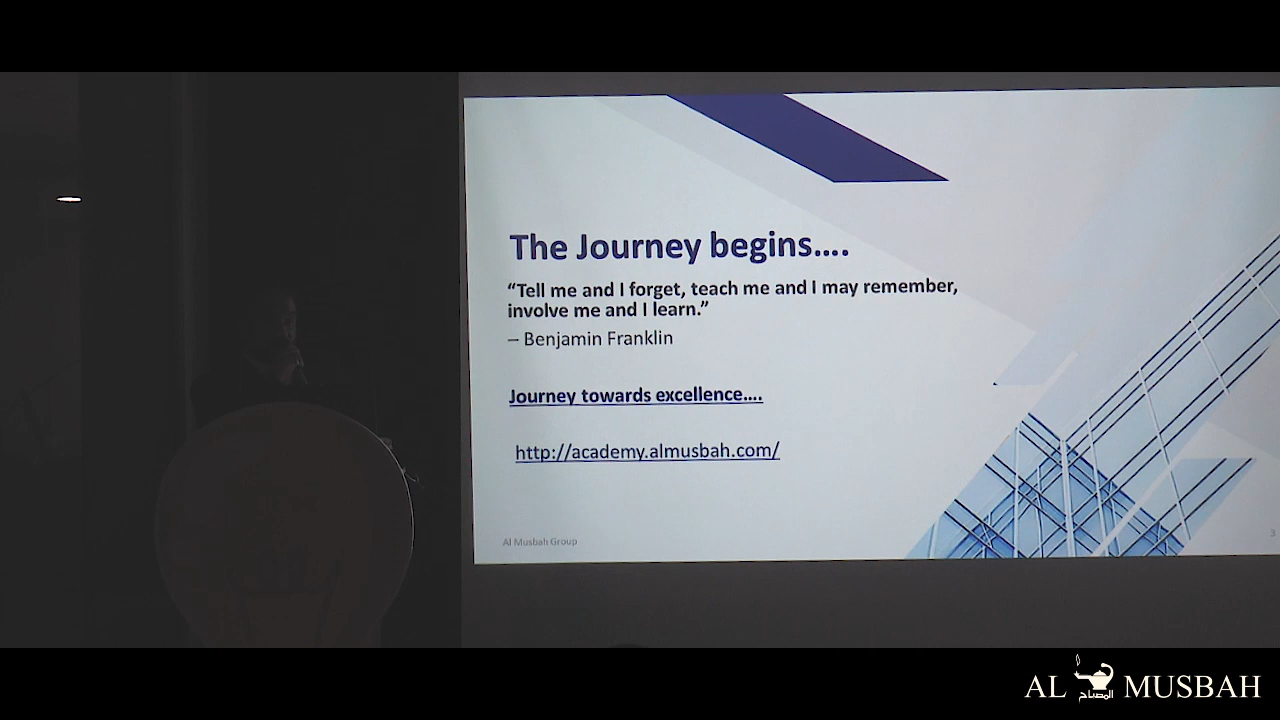 The Journey begins....
“Tell me and I forget, teach me and I may remember,
involve me and I learn.”
– Benjamin Franklin
Journey towards excellence....
http://academy.almusbah.com/
Al Musbah Group
3
AL المصباح MUSBAH